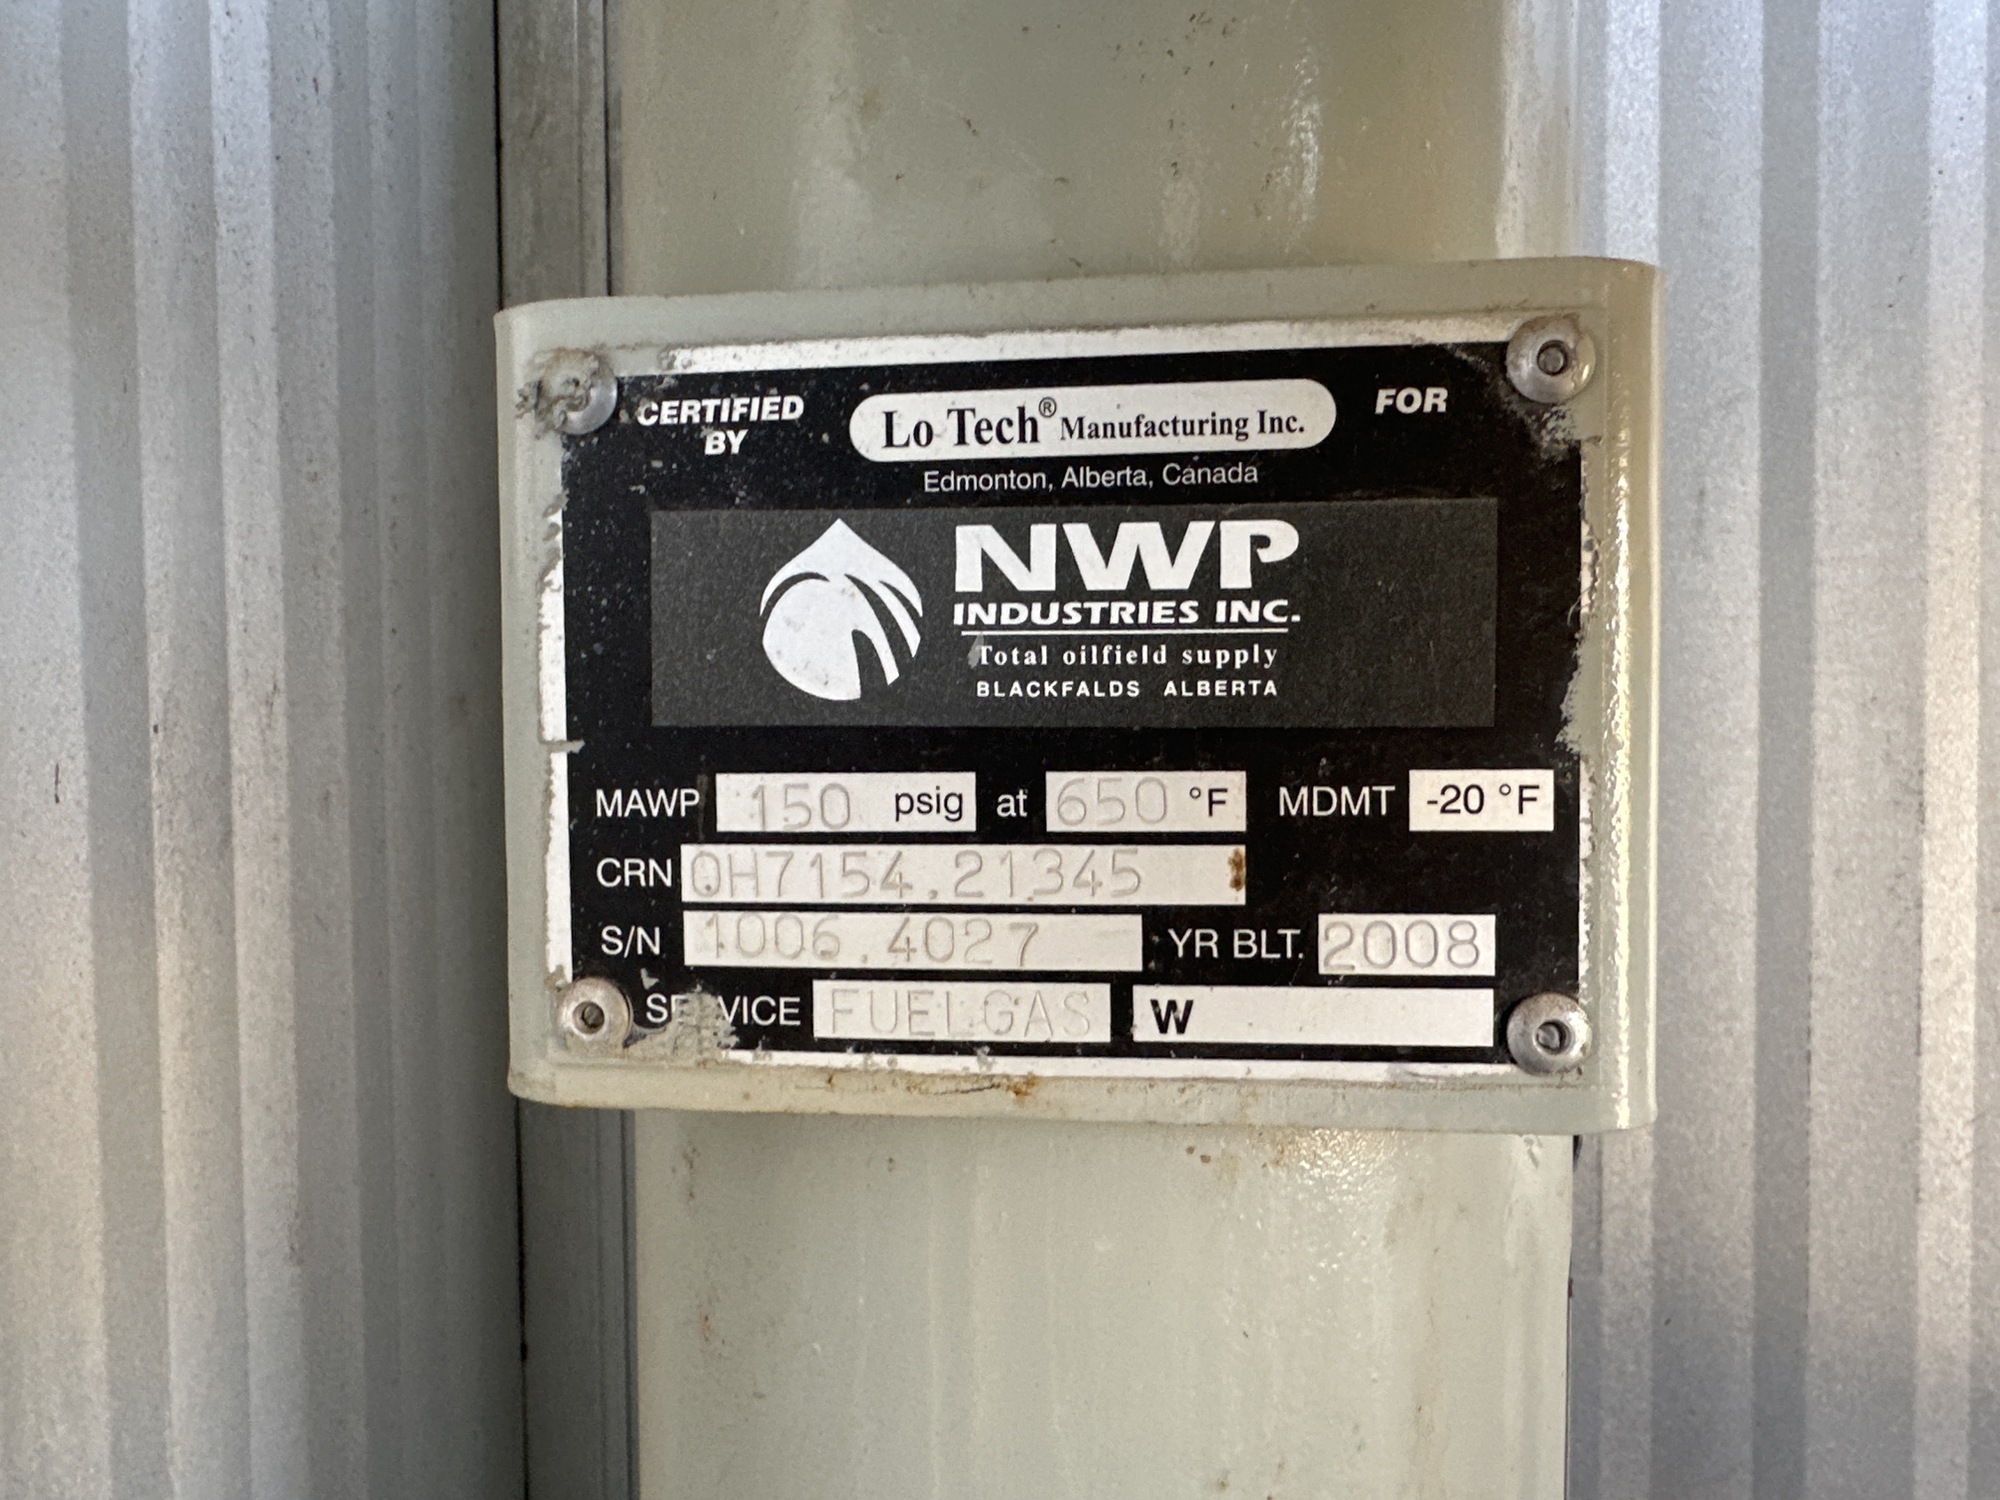 CERTIFIED BY Lo Tech® Manufacturing Inc. FOR
Edmonton, Alberta, Canada
NWP
INDUSTRIES INC.
Total oilfield supply
BLACKFALDS ALBERTA
MAWP 150 psig at 650 °F MDMT -20 °F
CRN 0H7154.21345
S/N 1006.4027 YR BLT. 2008
SERVICE FUELGAS W